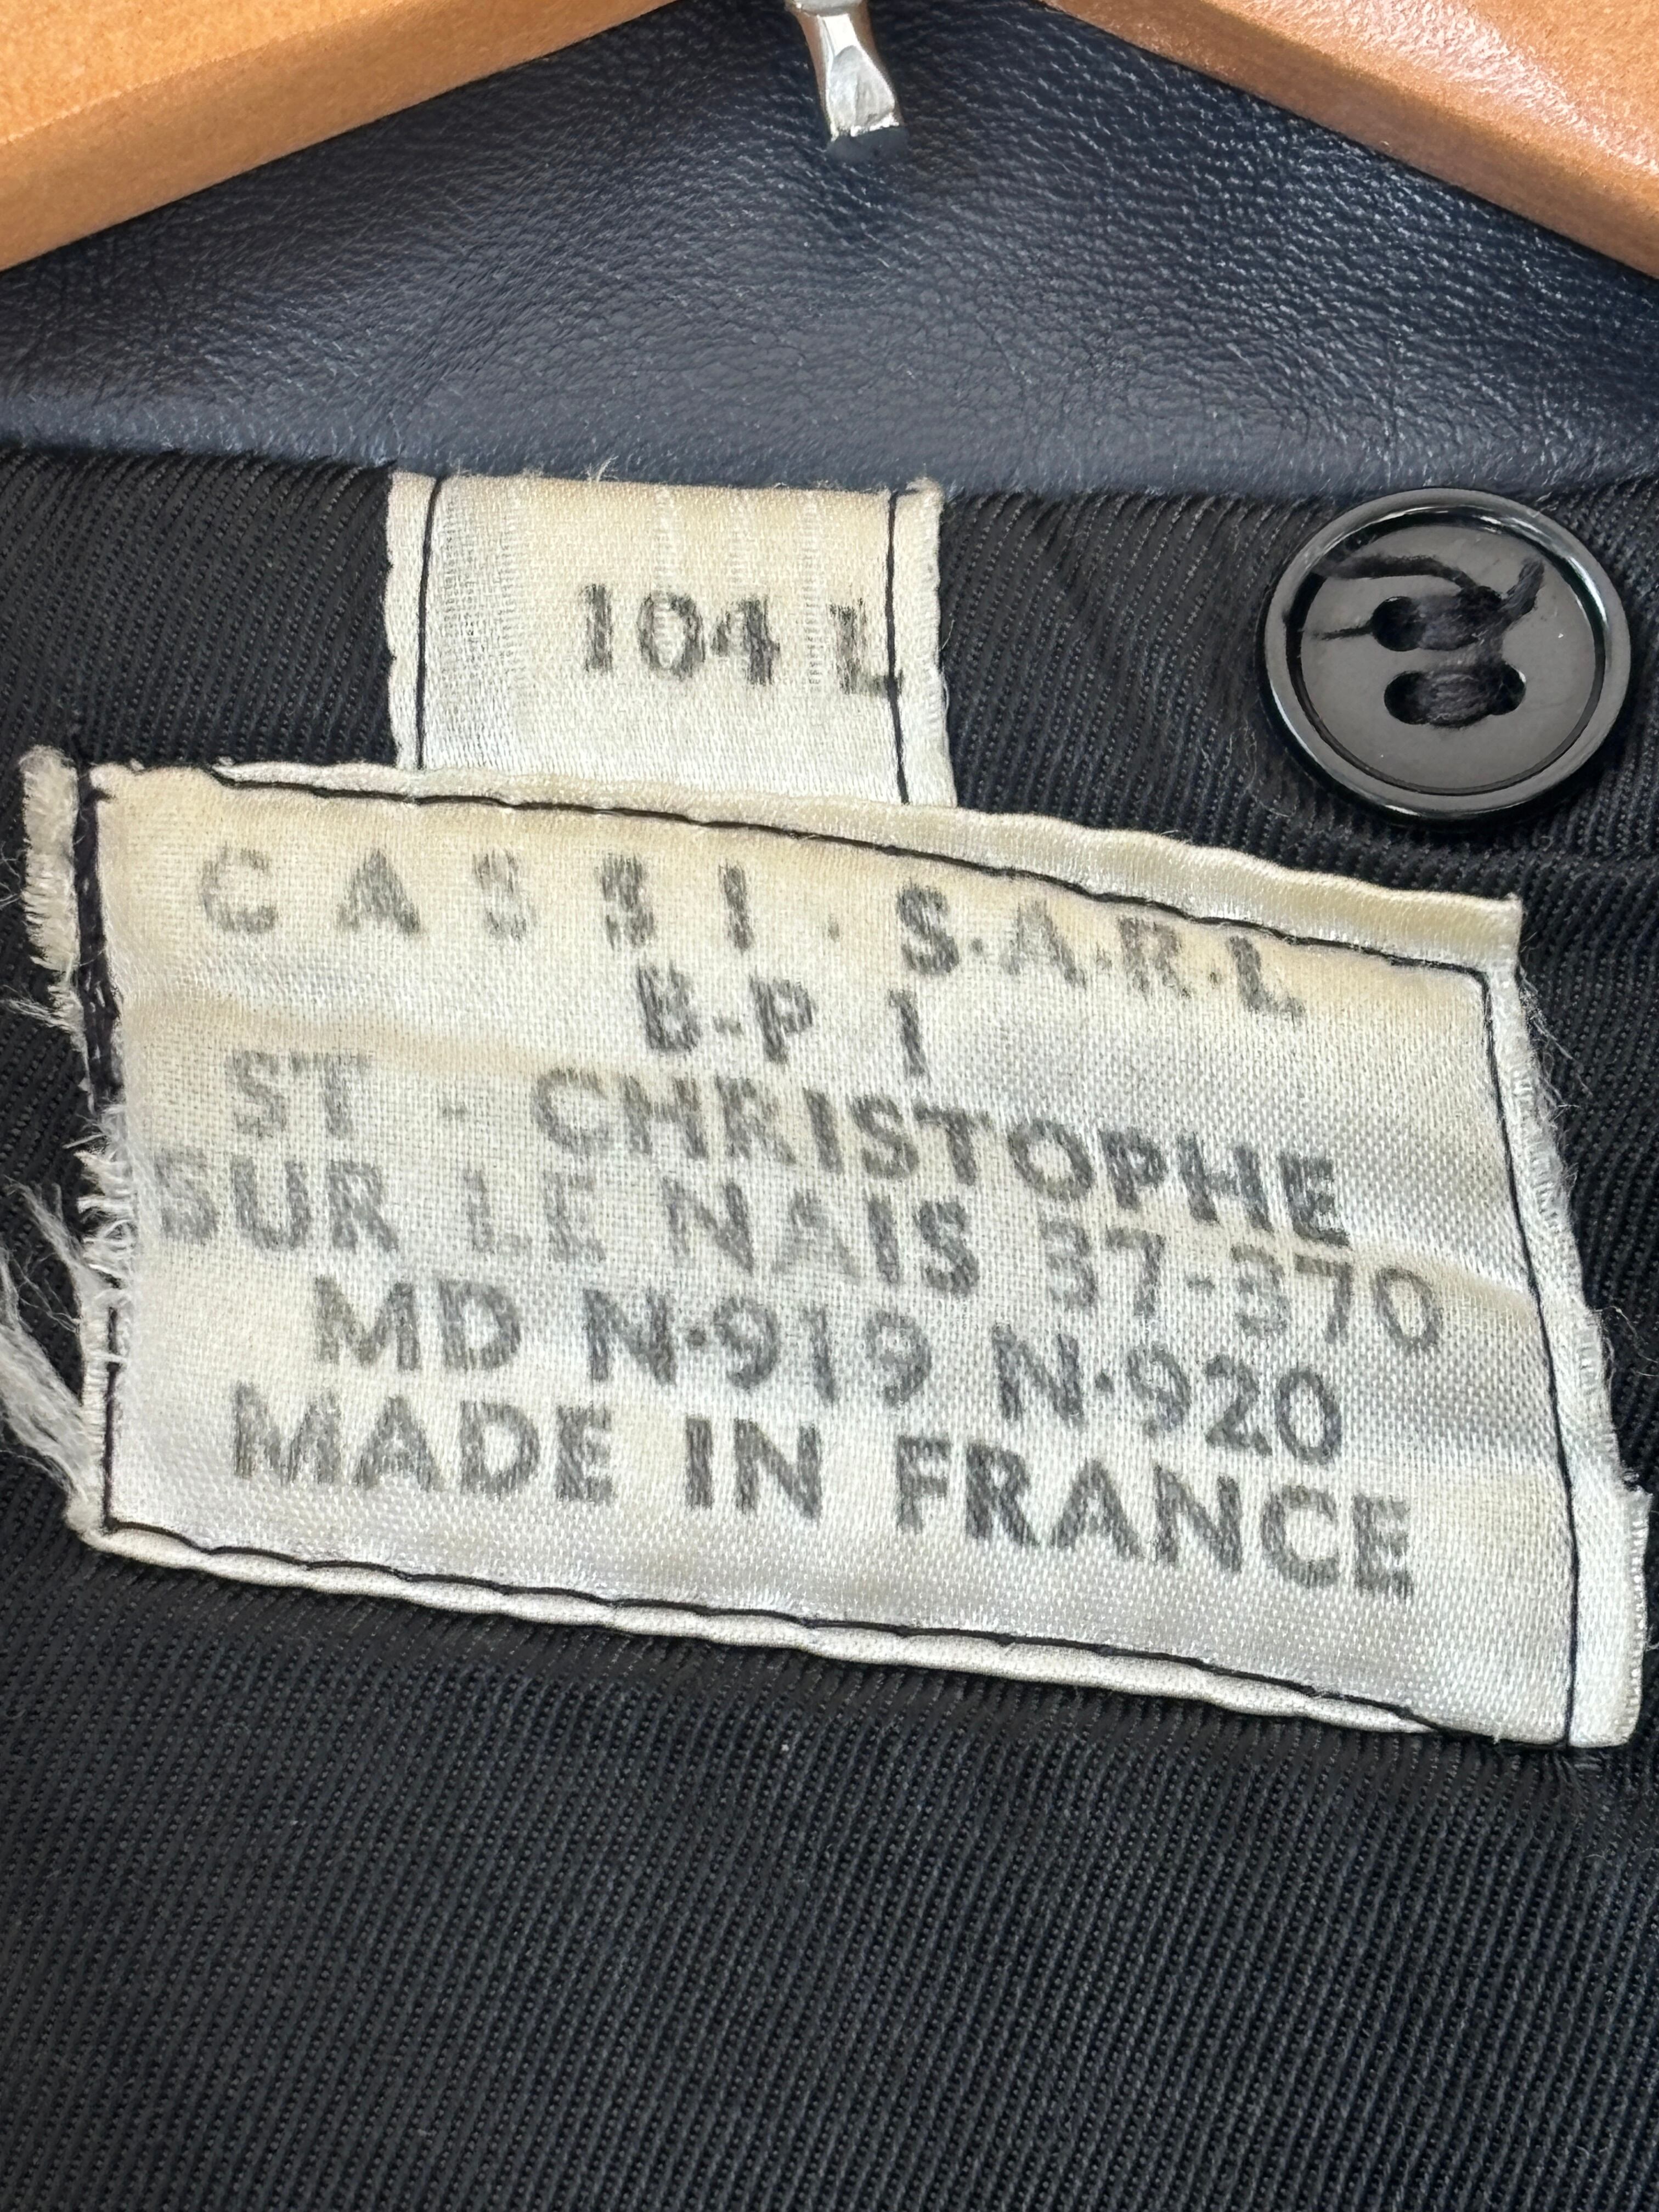 104 L
CASSI. S.A.R.L
B.P 1
ST - CHRISTOPHE
SUR LE NAIS 37-370
MD N.919 N.920
MADE IN FRANCE